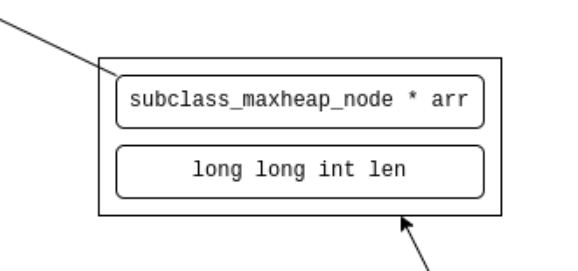 subclass_maxheap_node * arr
long long int len